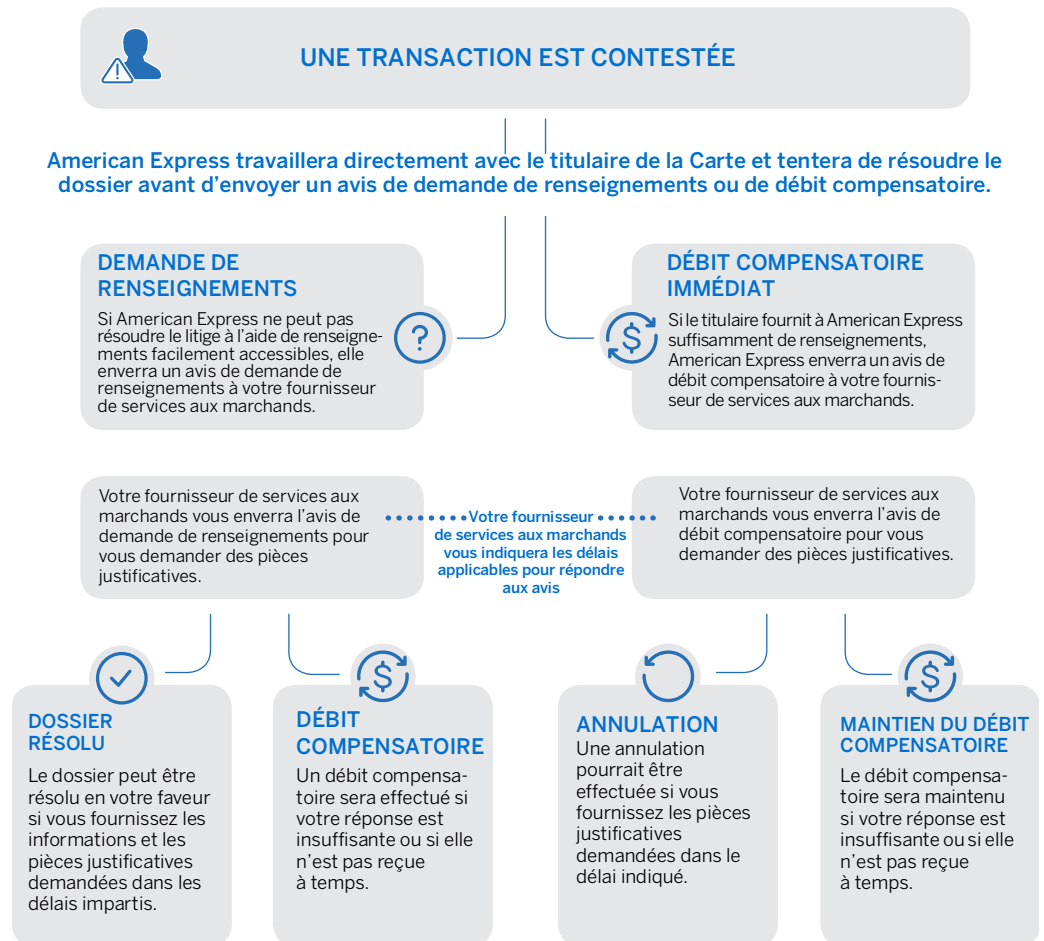 UNE TRANSACTION EST CONTESTÉE
American Express travaillera directement avec le titulaire de la Carte et tentera de résoudre le
dossier avant d'envoyer un avis de demande de renseignements ou de débit compensatoire.
DEMANDE DE
RENSEIGNEMENTS
Si American Express ne peut pas
résoudre le litige à l'aide de renseigne-
ments facilement accessibles, elle
enverra un avis de demande de
renseignements à votre fournisseur
de services aux marchands.
?
DÉBIT COMPENSATOIRE
IMMÉDIAT
Si le titulaire fournit à American Express
suffisamment de renseignements,
American Express enverra un avis de
débit compensatoire à votre fournis-
seur de services aux marchands.
$
Votre fournisseur de services aux
marchands vous enverra l'avis de
demande de renseignements pour
vous demander des pièces
justificatives.
Votre fournisseur
de services aux marchands
vous indiquera les délais
applicables pour répondre
aux avis
Votre fournisseur de services aux
marchands vous enverra l'avis de
débit compensatoire pour vous
demander des pièces justificatives.
DOSSIER
RÉSOLU
Le dossier peut être
résolu en votre faveur
si vous fournissez les
informations et les
pièces justificatives
demandées dans les
délais impartis.
$
DÉBIT
COMPENSATOIRE
Un débit compensa-
toire sera effectué si
votre réponse est
insuffisante ou si elle
n'est pas reçue
à temps.
ANNULATION
Une annulation
pourrait être
effectuée si vous
fournissez les pièces
justificatives
demandées dans le
délai indiqué.
$
MAINTIEN DU DÉBIT
COMPENSATOIRE
Le débit compensa-
toire sera maintenu
si votre réponse est
insuffisante ou si elle
n'est pas reçue
à temps.